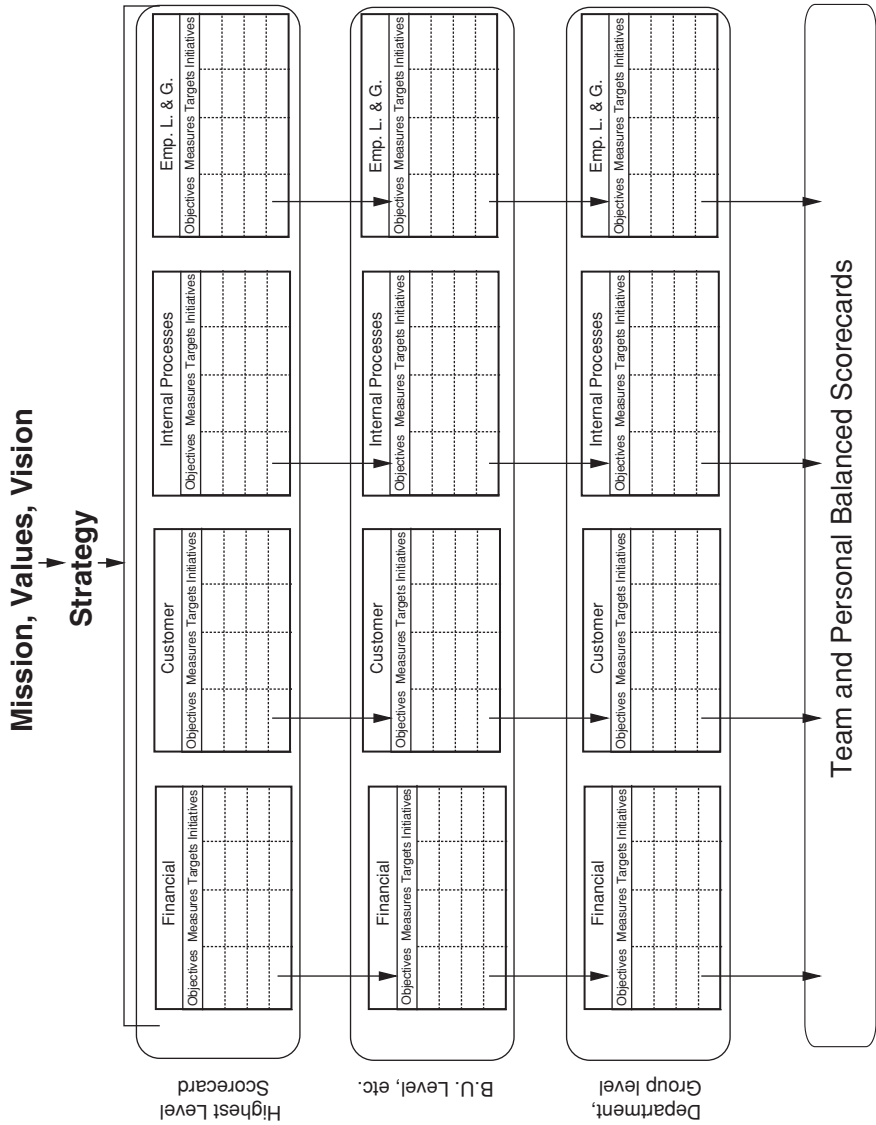 Mission, Values, Vision
Strategy
Highest Level
Scorecard
Financial
Objectives Measures Targets Initiatives
Customer
Objectives Measures Targets Initiatives
Internal Processes
Objectives Measures Targets Initiatives
Emp. L. & G.
Objectives Measures Targets Initiatives
B.U. Level, etc.
Financial
Objectives Measures Targets Initiatives
Customer
Objectives Measures Targets Initiatives
Internal Processes
Objectives Measures Targets Initiatives
Emp. L. & G.
Objectives Measures Targets Initiatives
Department,
Group level
Financial
Objectives Measures Targets Initiatives
Customer
Objectives Measures Targets Initiatives
Internal Processes
Objectives Measures Targets Initiatives
Emp. L. & G.
Objectives Measures Targets Initiatives
Team and Personal Balanced Scorecards